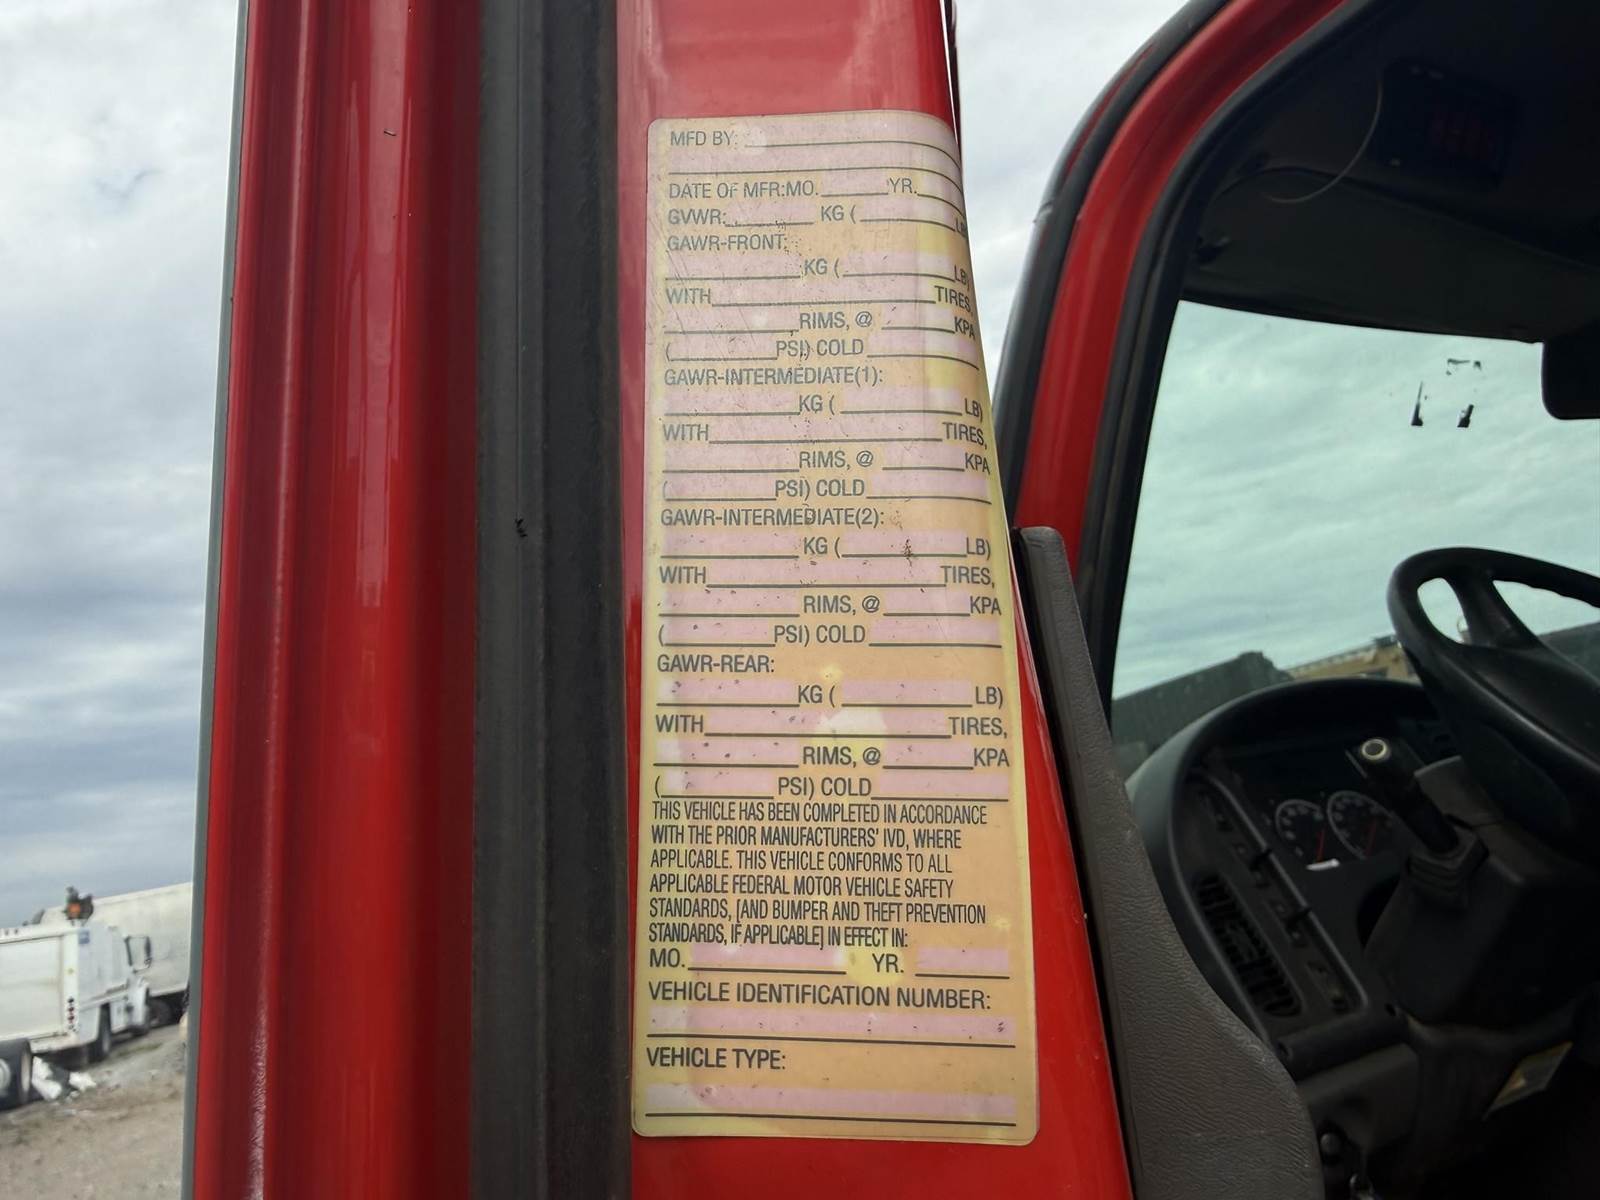 MFD BY:
DATE OF MFR:MO. YR.
GVWR: KG ( LB
GAWR-FRONT:
KG ( LB)
WITH TIRES,
RIMS, @ KPA
( PSI) COLD
GAWR-INTERMEDIATE(1):
KG ( LB)
WITH TIRES,
RIMS, @ KPA
( PSI) COLD
GAWR-INTERMEDIATE(2):
KG ( LB)
WITH TIRES,
RIMS, @ KPA
( PSI) COLD
GAWR-REAR:
KG ( LB)
WITH TIRES,
RIMS, @ KPA
( PSI) COLD
THIS VEHICLE HAS BEEN COMPLETED IN ACCORDANCE
WITH THE PRIOR MANUFACTURERS' IVD, WHERE
APPLICABLE. THIS VEHICLE CONFORMS TO ALL
APPLICABLE FEDERAL MOTOR VEHICLE SAFETY
STANDARDS, [AND BUMPER AND THEFT PREVENTION
STANDARDS, IF APPLICABLE] IN EFFECT IN:
MO. YR.
VEHICLE IDENTIFICATION NUMBER:
VEHICLE TYPE: